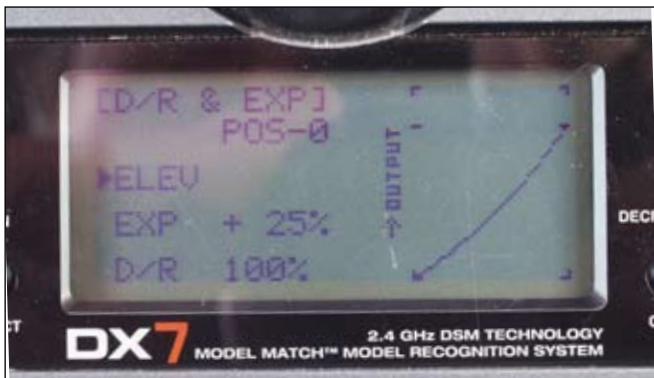 [D/R & EXP]
POS-0
▶ELEV
EXP + 25%
D/R 100%
↑ OUTPUT
DX7
2.4 GHz DSM TECHNOLOGY
MODEL MATCH™ MODEL RECOGNITION SYSTEM